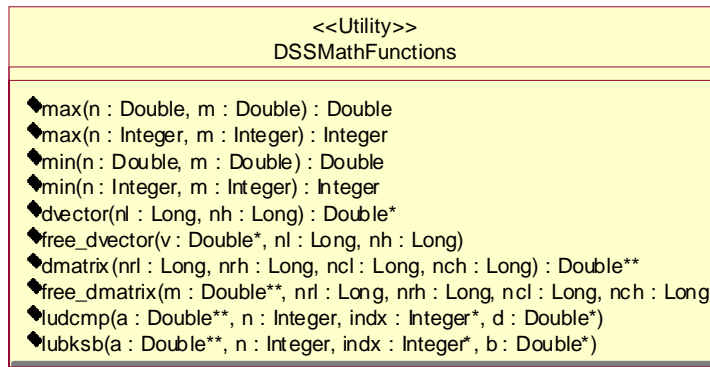 <<Utility>>
DSSMathFunctions
max(n : Double, m : Double) : Double
max(n : Integer, m : Integer) : Integer
min(n : Double, m : Double) : Double
min(n : Integer, m : Integer) : Integer
dvector(nl : Long, nh : Long) : Double*
free_dvector(v : Double*, nl : Long, nh : Long)
dmatrix(nrl : Long, nrh : Long, ncl : Long, nch : Long) : Double**
free_dmatrix(m : Double**, nrl : Long, nrh : Long, ncl : Long, nch : Long
ludcmp(a : Double**, n : Integer, indx : Integer*, d : Double*)
lubksb(a : Double**, n : Integer, indx : Integer*, b : Double*)